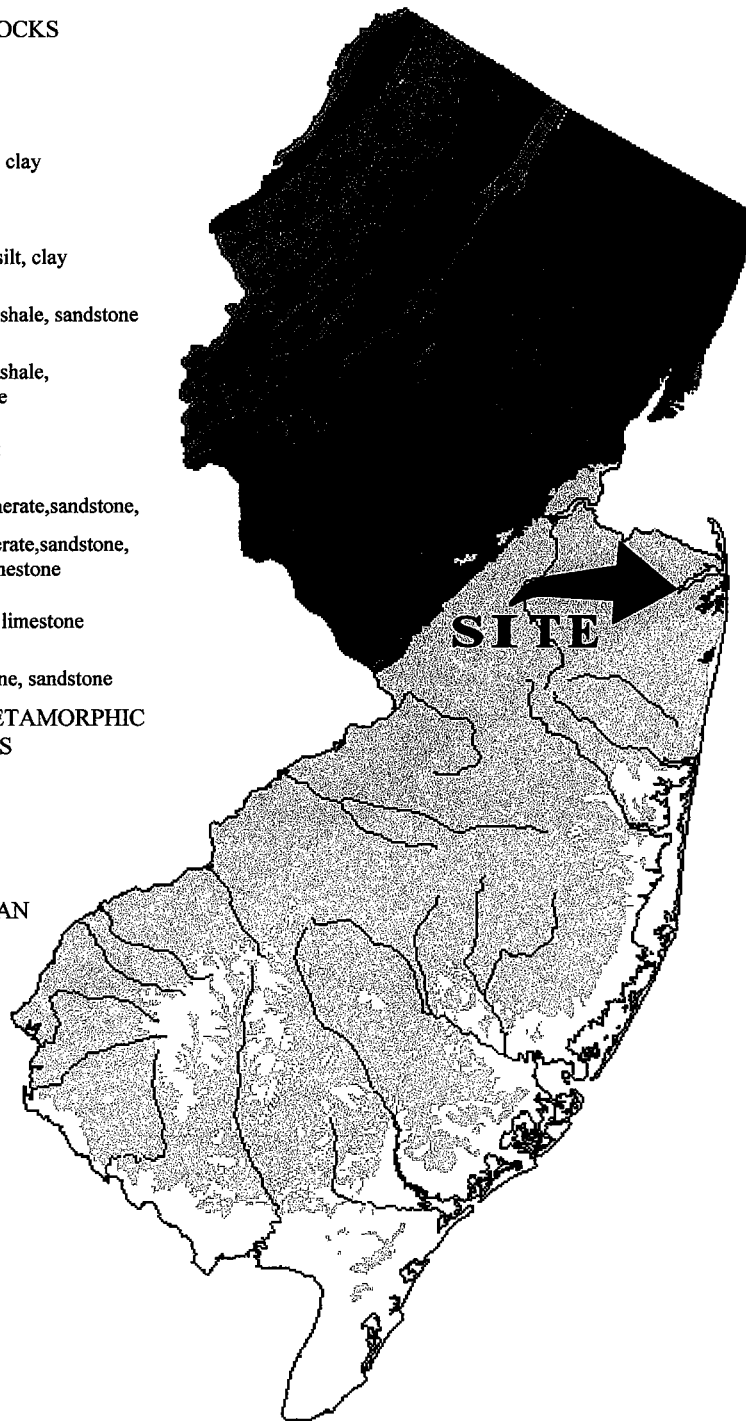 OCKS
clay
silt, clay
shale, sandstone
shale,
e
nerate,sandstone,
erate,sandstone,
nestone
limestone
ne, sandstone
ETAMORPHIC
S
AN
SITE